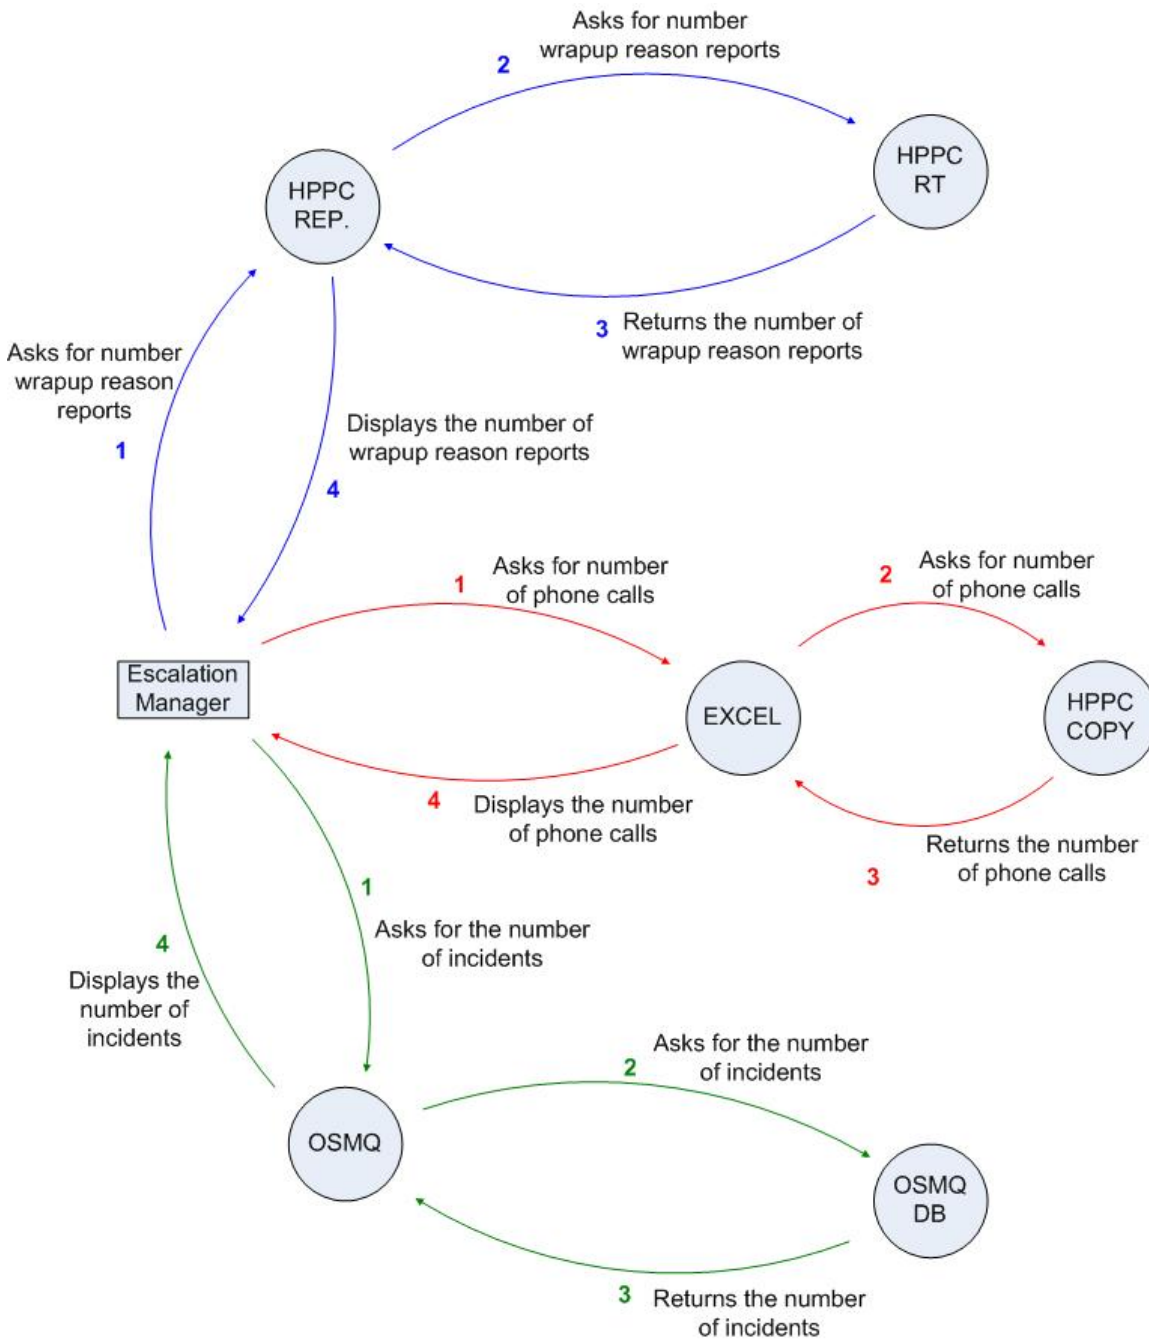 Asks for number
wrapup reason reports
2
HPPC
RT
HPPC
REP.
3
Returns the number of
wrapup reason reports
Asks for number
wrapup reason
reports
1
Displays the number of
wrapup reason reports
4
1
Asks for number
of phone calls
2
Asks for number
of phone calls
Escalation
Manager
EXCEL
HPPC
COPY
4
Displays the number
of phone calls
3
Returns the number
of phone calls
1
Asks for the number
of incidents
4
Displays the
number of
incidents
2
Asks for the number
of incidents
OSMQ
OSMQ
DB
3
Returns the number
of incidents